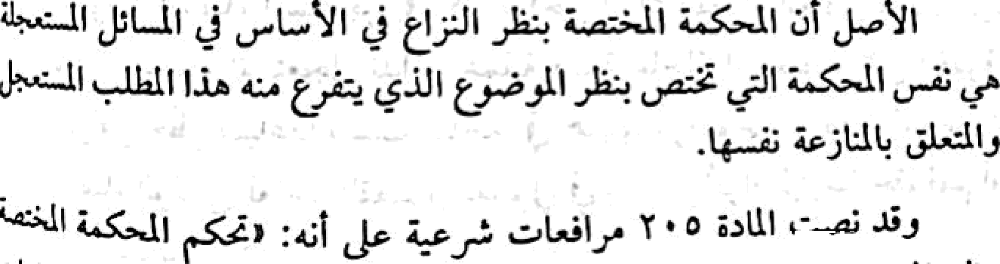 الأصل أن المحكمة المختصة بنظر النزاع في الأساس في المسائل المستعجلة
هي نفس المحكمة التي تختص بنظر الموضوع الذي يتفرع منه هذا المطلب المستعجل
والمتعلق بالمنازعة نفسها.
وقد نصت المادة ٢٠٥ مرافعات شرعية على أنه: «تحكم المحكمة المختصة